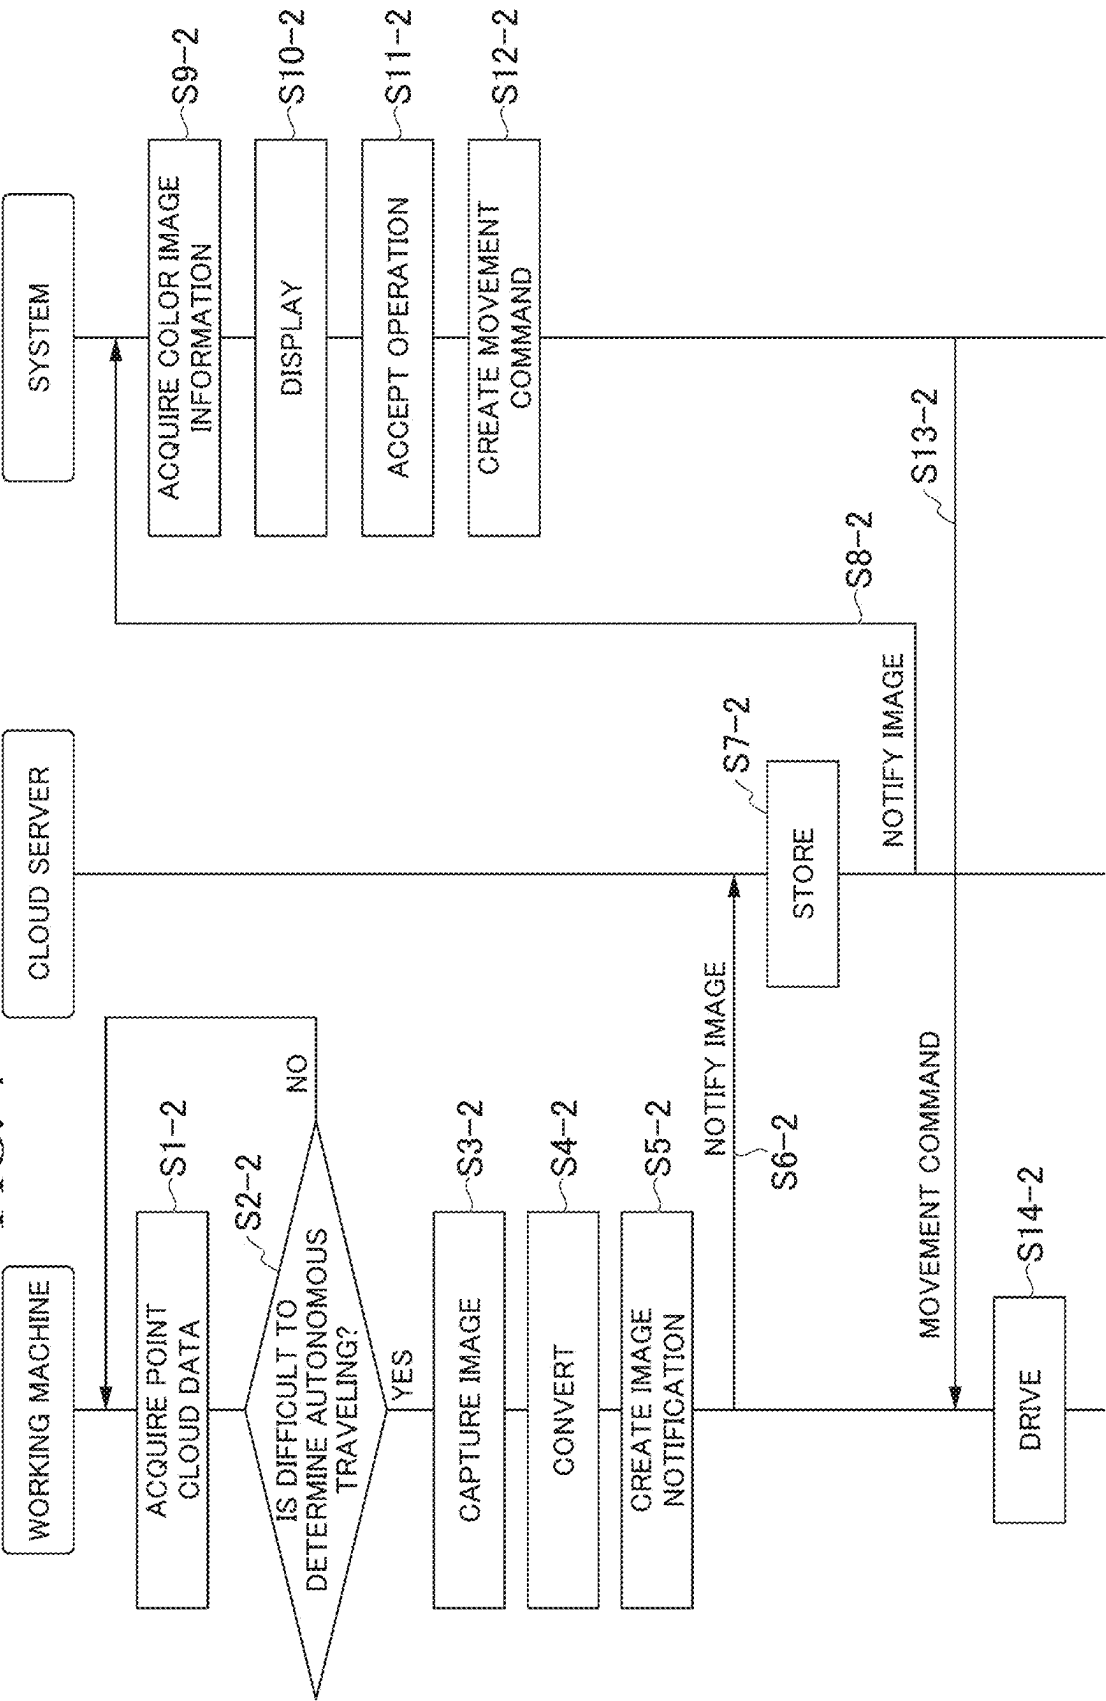 WORKING MACHINE
CLOUD SERVER
SYSTEM
ACQUIRE POINT
CLOUD DATA
S1-2
IS DIFFICULT TO
DETERMINE AUTONOMOUS
TRAVELING?
S2-2
NO
YES
CAPTURE IMAGE
S3-2
CONVERT
S4-2
CREATE IMAGE
NOTIFICATION
S5-2
NOTIFY IMAGE
S6-2
STORE
S7-2
NOTIFY IMAGE
S8-2
ACQUIRE COLOR IMAGE
INFORMATION
S9-2
DISPLAY
S10-2
ACCEPT OPERATION
S11-2
CREATE MOVEMENT
COMMAND
S12-2
MOVEMENT COMMAND
S13-2
DRIVE
S14-2